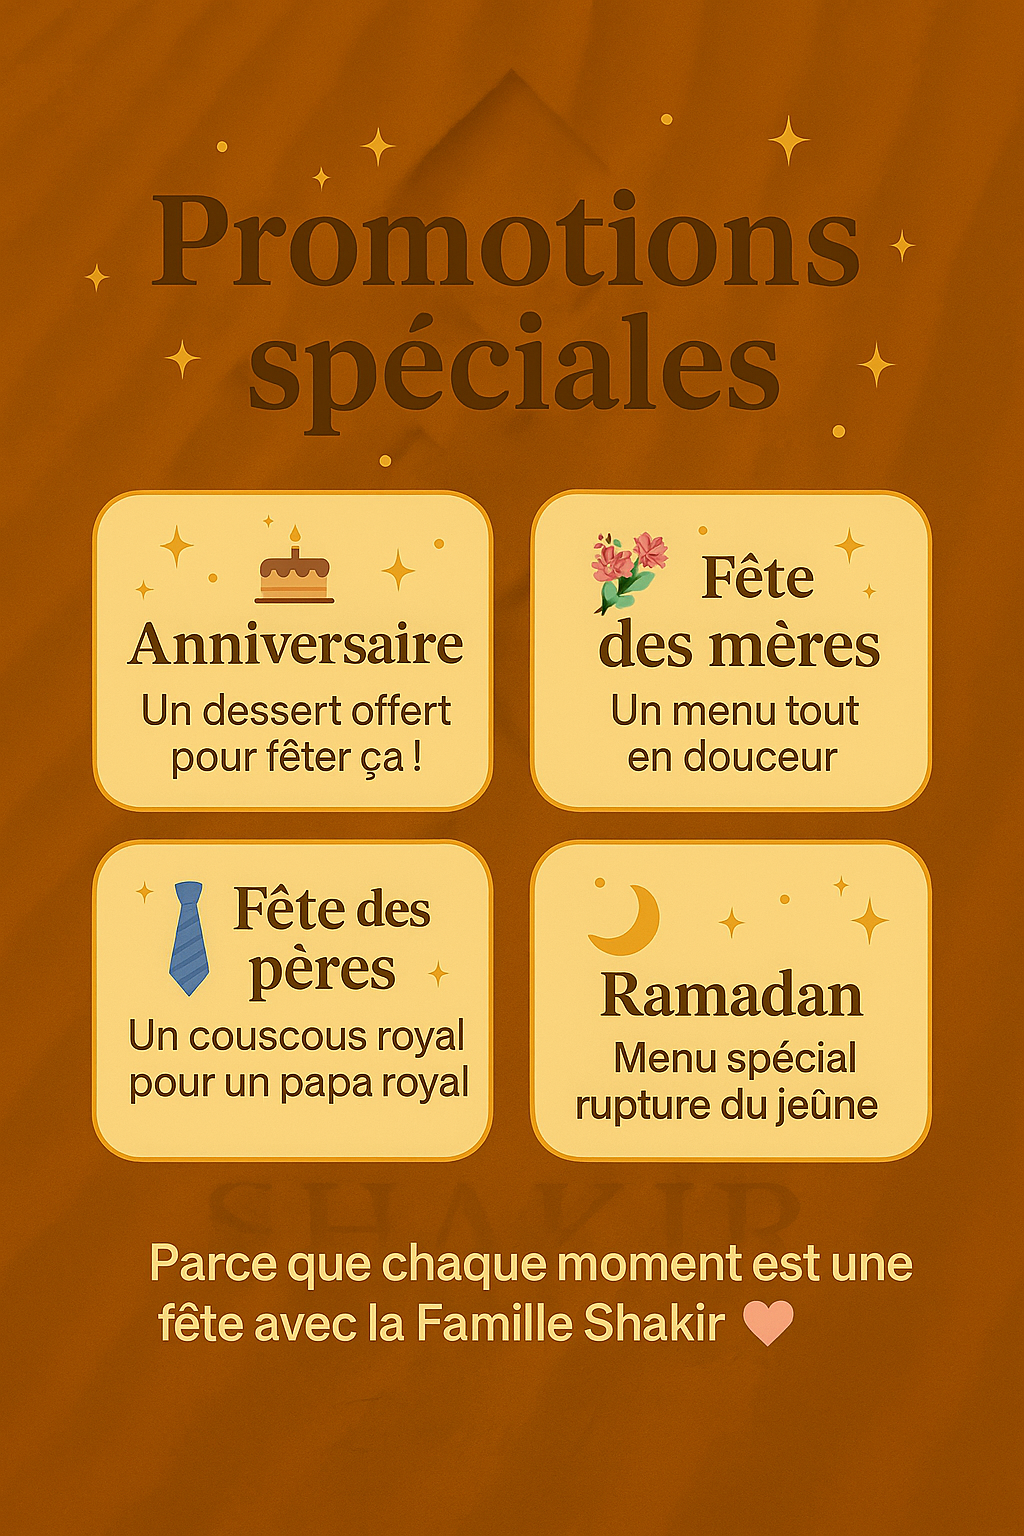 Promotions
spéciales
Anniversaire
Un dessert offert
pour fêter ça !
Fête
des mères
Un menu tout
en douceur
Fête des
pères
Un couscous royal
pour un papa royal
Ramadan
Menu spécial
rupture du jeûne
SHAKIR
Parce que chaque moment est une
fête avec la Famille Shakir